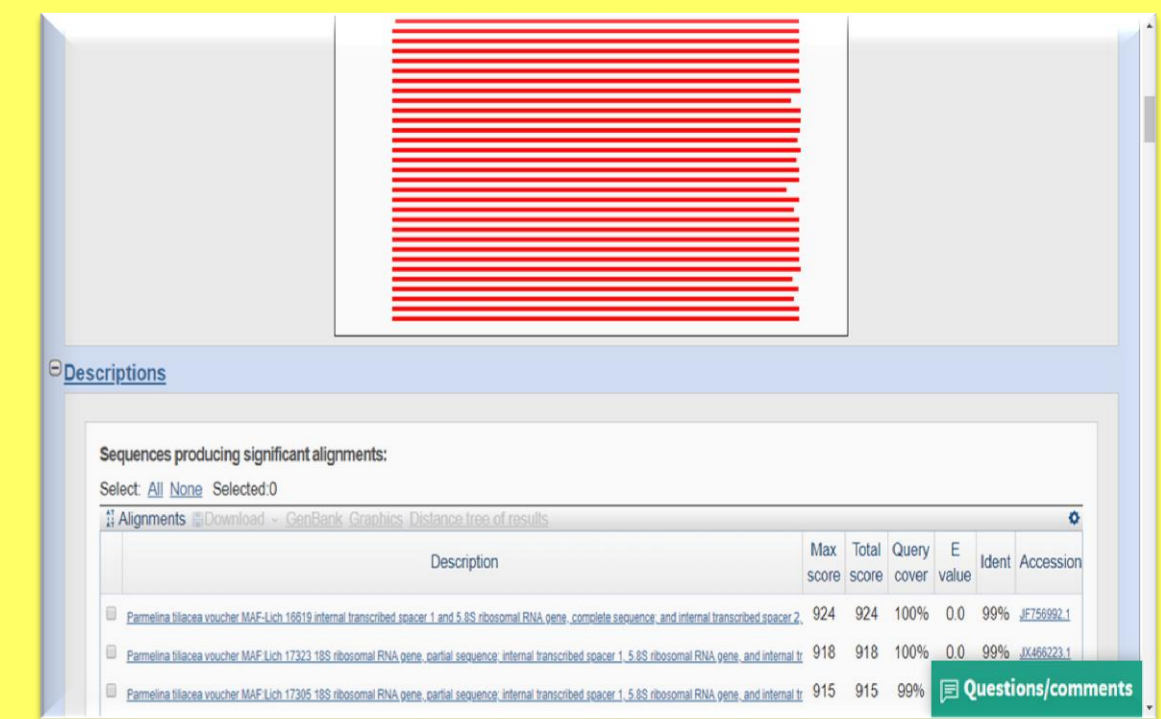 Descriptions
Sequences producing significant alignments:
Select: All None Selected:0
Alignments Download GenBank Graphics Distance tree of results
Description Max score Total score Query cover E value Ident Accession
Parmelina tiliacea voucher MAF-Lich 16619 internal transcribed spacer 1 and 5.8S ribosomal RNA gene, complete sequence; and internal transcribed spacer 2, 924 924 100% 0.0 99% JF756992.1
Parmelina tiliacea voucher MAF:Lich 17323 18S ribosomal RNA gene, partial sequence; internal transcribed spacer 1, 5.8S ribosomal RNA gene, and internal tr 918 918 100% 0.0 99% JX466223.1
Parmelina tiliacea voucher MAF:Lich 17305 18S ribosomal RNA gene, partial sequence; internal transcribed spacer 1, 5.8S ribosomal RNA gene, and internal tr 915 915 99%
Questions/comments